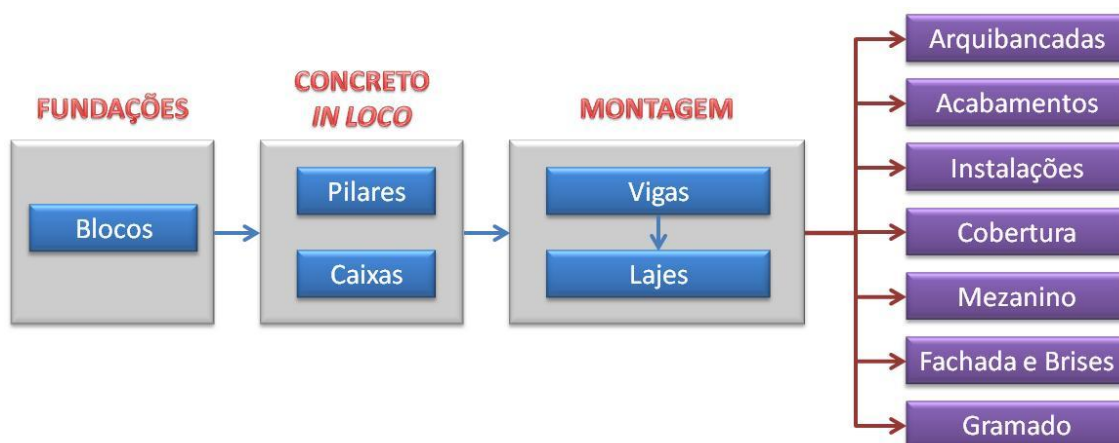 FUNDAÇÕES
Blocos
CONCRETO
IN LOCO
Pilares
Caixas
MONTAGEM
Vigas
Lajes
Arquibancadas
Acabamentos
Instalações
Cobertura
Mezanino
Fachada e Brises
Gramado